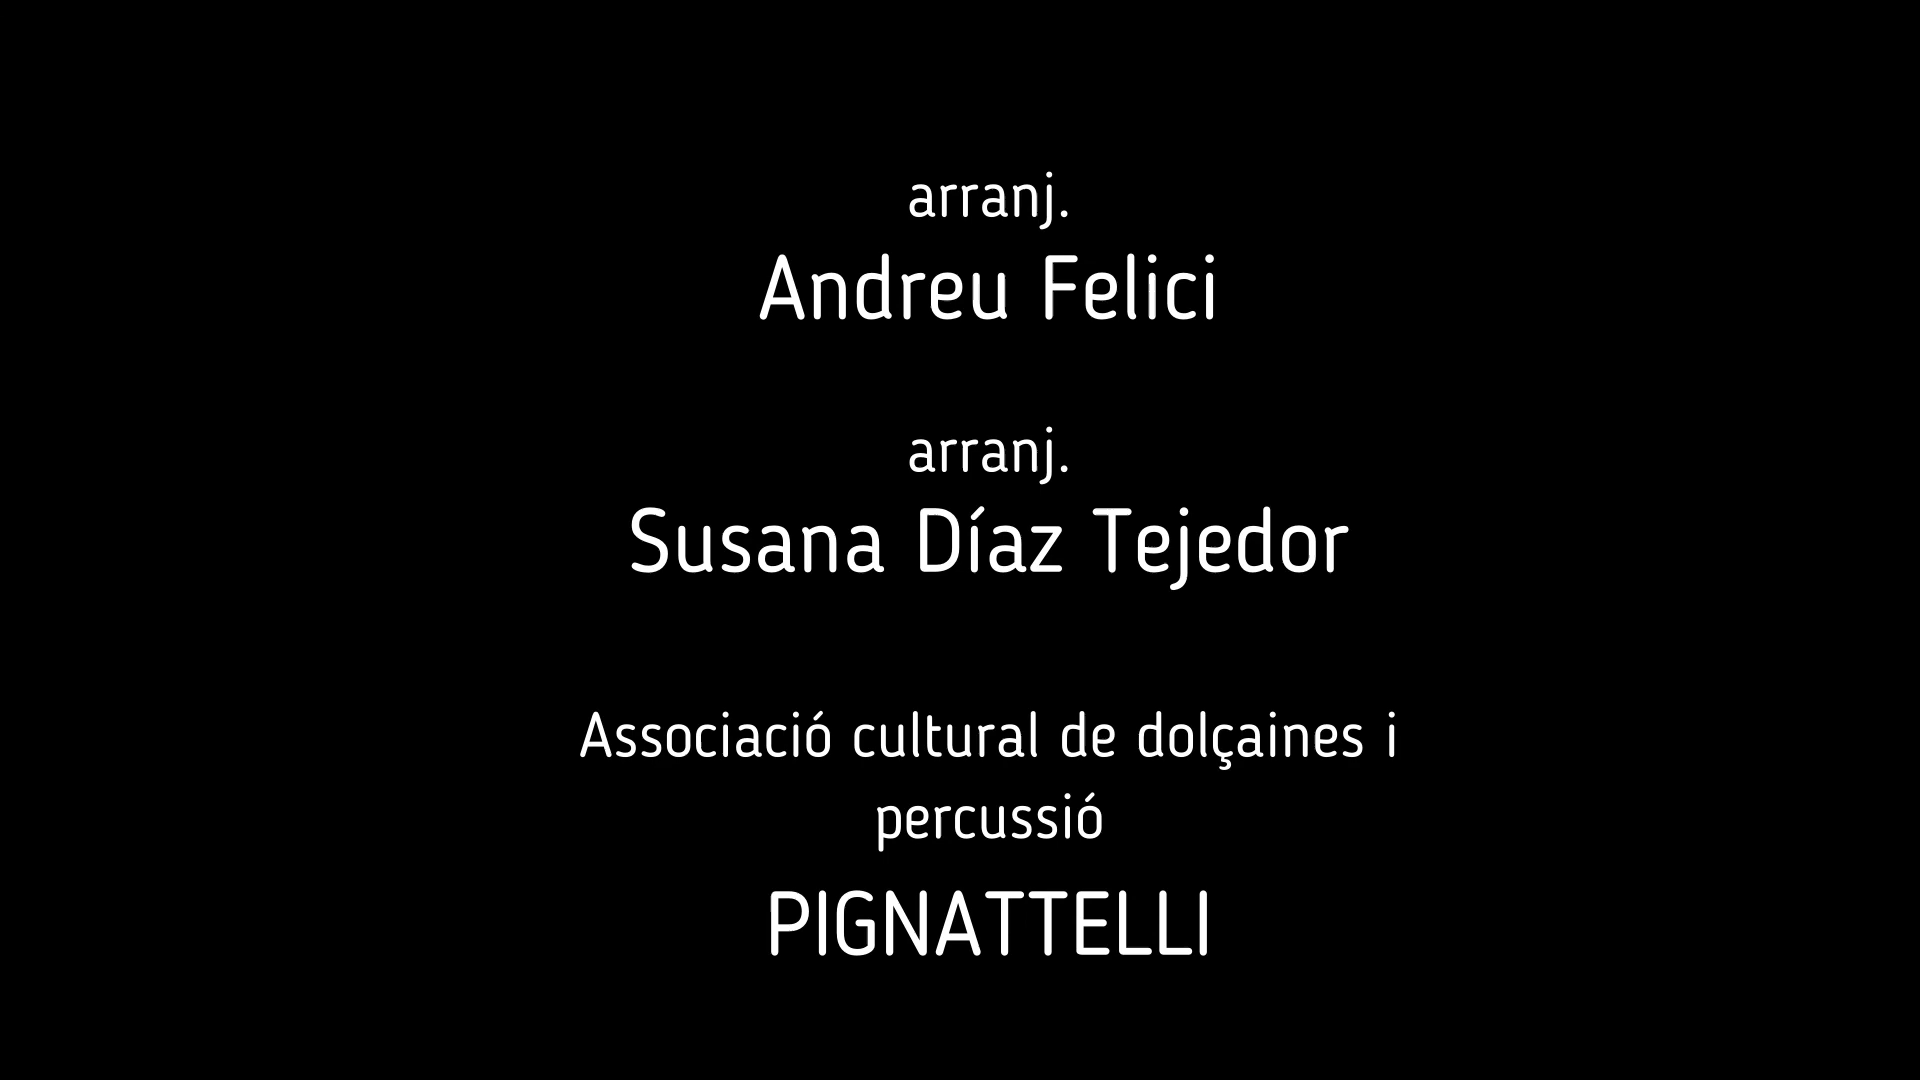 arranj.
Andreu Felici
arranj.
Susana Díaz Tejedor
Associació cultural de dolçaines i
percussió
PIGNATTELLI